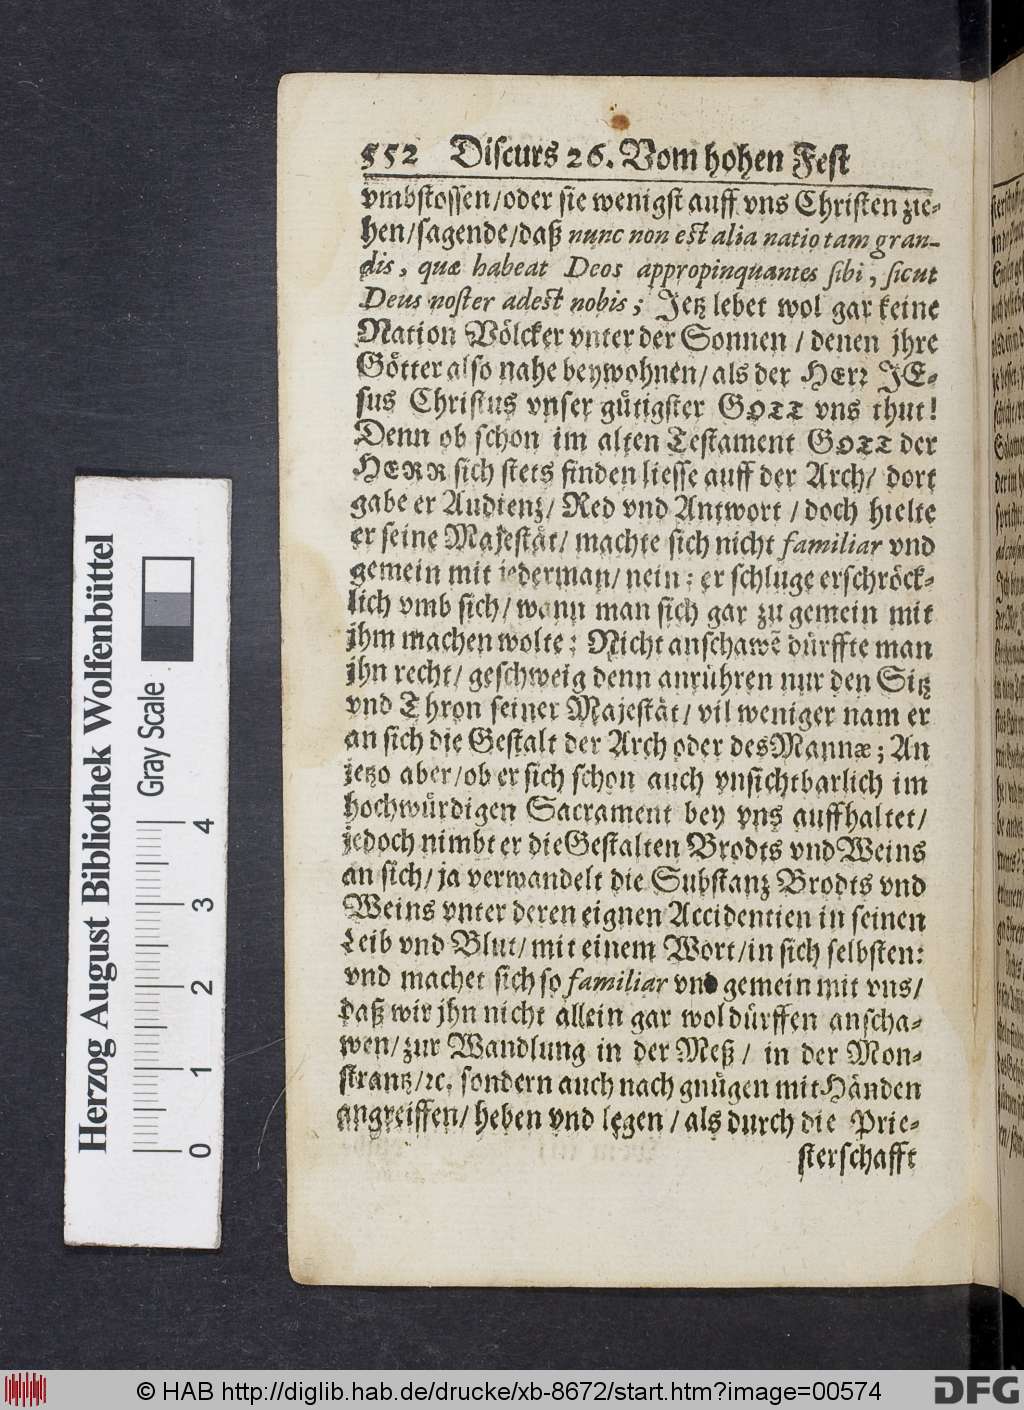 552 Discurs 26. Vom hohen Fest
vmbstossen/oder sie wenigst auff vns Christen zie-
hen/sagende/daß nunc non est alia natio tam gran-
dis, quæ habeat Deos appropinquantes sibi, sicut
Deus noster adest nobis; Jetz lebet wol gar keine
Nation Völcker vnter der Sonnen / denen jhre
Götter also nahe beywohnen/ als der HErr JE-
sus Christus vnser gütigster GOTT vns thut!
Denn ob schon im alten Testament GOTT der
HERR sich stets finden liesse auff der Arch/ dort
gabe er Audientz/ Red vnd Antwort / doch hielte
er seine Majestät/ machte sich nicht familiar vnd
gemein mit jederman/ nein: er schluge erschröck-
lich vmb sich/ wann man sich gar zu gemein mit
jhm machen wolte: Nicht anschawẽ dürffte man
jhn recht/ geschweig denn anrühren nur den Sitz
vnd Thron seiner Majestät/ vil weniger nam er
an sich die Gestalt der Arch oder des Mannæ; An
jetzo aber/ob er sich schon auch vnsichtbarlich im
hochwürdigen Sacrament bey vns auffhaltet/
jedoch nimbt er die Gestalten Brodts vnd Weins
an sich/ ja verwandelt die Substanz Brodts vnd
Weins vnter deren eignen Accidentien in seinen
Leib vnd Blut/ mit einem Wort/in sich selbsten:
vnd machet sich so familiar vnd gemein mit vns/
daß wir jhn nicht allein gar wol dürffen anscha-
wen/ zur Wandlung in der Meß/ in der Mon-
strantz/ꝛc. sondern auch nach gnügen mit Händen
angreiffen/ heben vnd legen / als durch die Prie-
sterschafft
Herzog August Bibliothek Wolfenbüttel
Gray Scale
0 1 2 3 4
© HAB http://diglib.hab.de/drucke/xb-8672/start.htm?image=00574
DFG